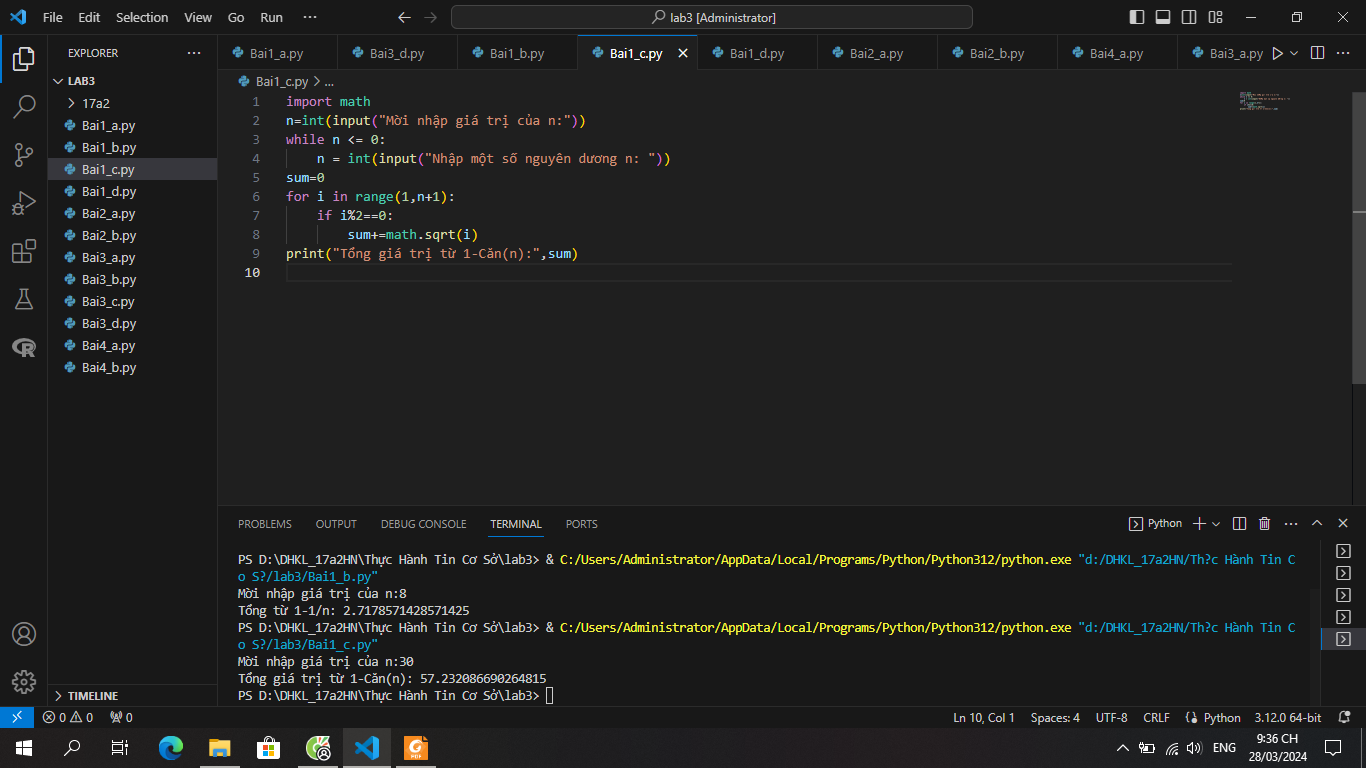 File Edit Selection View Go Run ···
lab3 [Administrator]
EXPLORER ···
LAB3
17a2
Bai1_a.py
Bai1_b.py
Bai1_c.py
Bai1_d.py
Bai2_a.py
Bai2_b.py
Bai3_a.py
Bai3_b.py
Bai3_c.py
Bai3_d.py
Bai4_a.py
Bai4_b.py
TIMELINE
Bai1_a.py Bai3_d.py Bai1_b.py Bai1_c.py Bai1_d.py Bai2_a.py Bai2_b.py Bai4_a.py Bai3_a.py ···
Bai1_c.py > ...
1 import math
2 n=int(input("Mời nhập giá trị của n:"))
3 while n <= 0:
4 n = int(input("Nhập một số nguyên dương n: "))
5 sum=0
6 for i in range(1,n+1):
7 if i%2==0:
8 sum+=math.sqrt(i)
9 print("Tổng giá trị từ 1-Căn(n):",sum)
10
PROBLEMS OUTPUT DEBUG CONSOLE TERMINAL PORTS Python ···
PS D:\DHKL_17a2HN\Thực Hành Tin Cơ Sở\lab3> & C:/Users/Administrator/AppData/Local/Programs/Python/Python312/python.exe "d:/DHKL_17a2HN/Th?c Hành Tin C
o S?/lab3/Bai1_b.py"
Mời nhập giá trị của n:8
Tổng từ 1-1/n: 2.7178571428571425
PS D:\DHKL_17a2HN\Thực Hành Tin Cơ Sở\lab3> & C:/Users/Administrator/AppData/Local/Programs/Python/Python312/python.exe "d:/DHKL_17a2HN/Th?c Hành Tin C
o S?/lab3/Bai1_c.py"
Mời nhập giá trị của n:30
Tổng giá trị từ 1-Căn(n): 57.232086690264815
PS D:\DHKL_17a2HN\Thực Hành Tin Cơ Sở\lab3>
0 0 0 Ln 10, Col 1 Spaces: 4 UTF-8 CRLF Python 3.12.0 64-bit
ENG 9:36 CH
28/03/2024